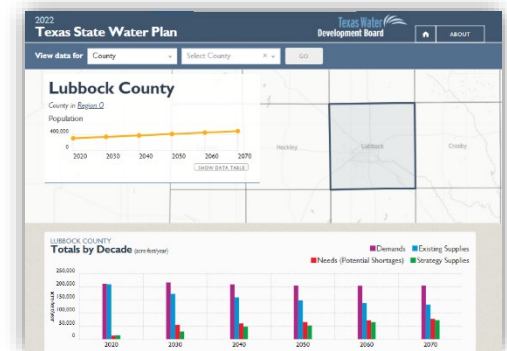 2022
Texas State Water Plan
Texas Water
Development Board
ABOUT
View data for County Select County × GO
Lubbock County
County in Region O
Population
400,000
0
2020 2030 2040 2050 2060 2070
SHOW DATA TABLE
Hockley Lubbock Crosby
LUBBOCK COUNTY
Totals by Decade (acre-feet/year)
Demands Existing Supplies
Needs (Potential Shortages) Strategy Supplies
250,000
200,000
150,000
100,000
50,000
0
acre-feet/year
2020 2030 2040 2050 2060 2070